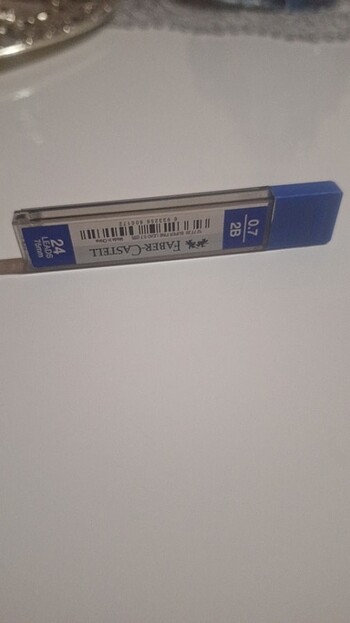 0.7
2B
FABER-CASTELL
Made in China
24
LEADS
75mm